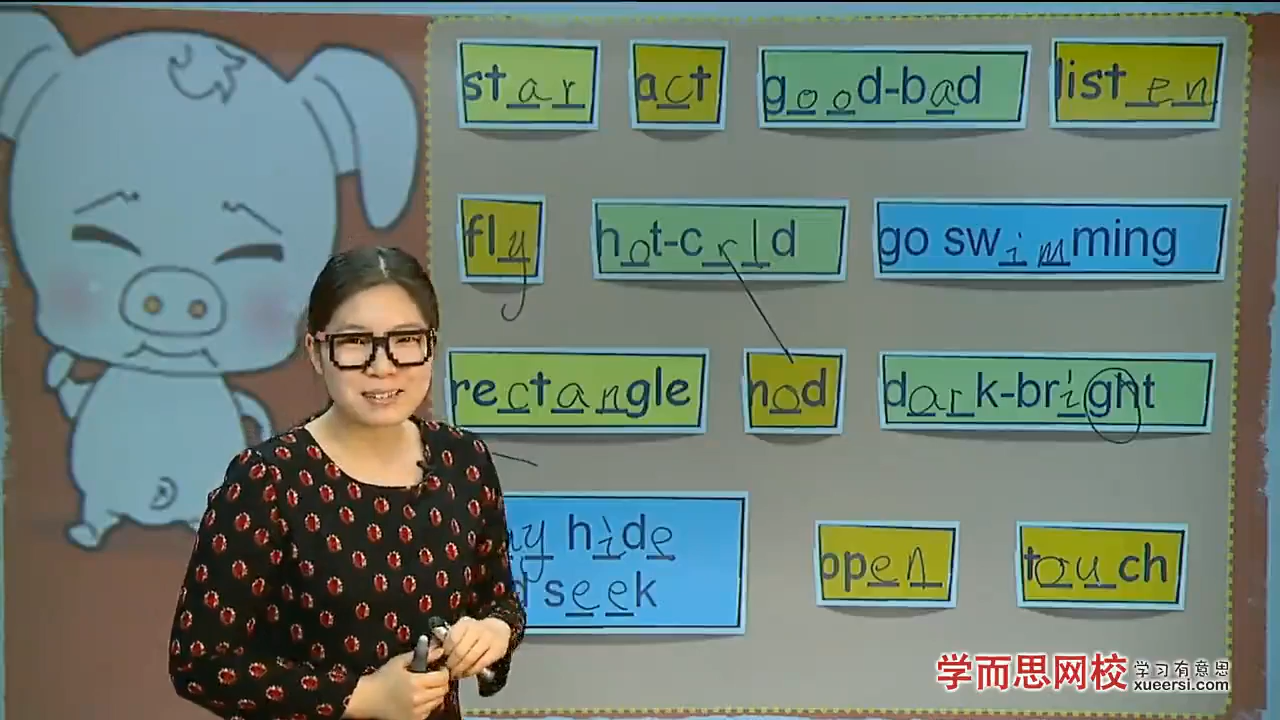 star
act
good-bad
listen
fly
hot-crld
go swimming
rectangle
nod
dark-bright
hide
seek
open
touch
学而思网校
学习有意思
xueersi.com